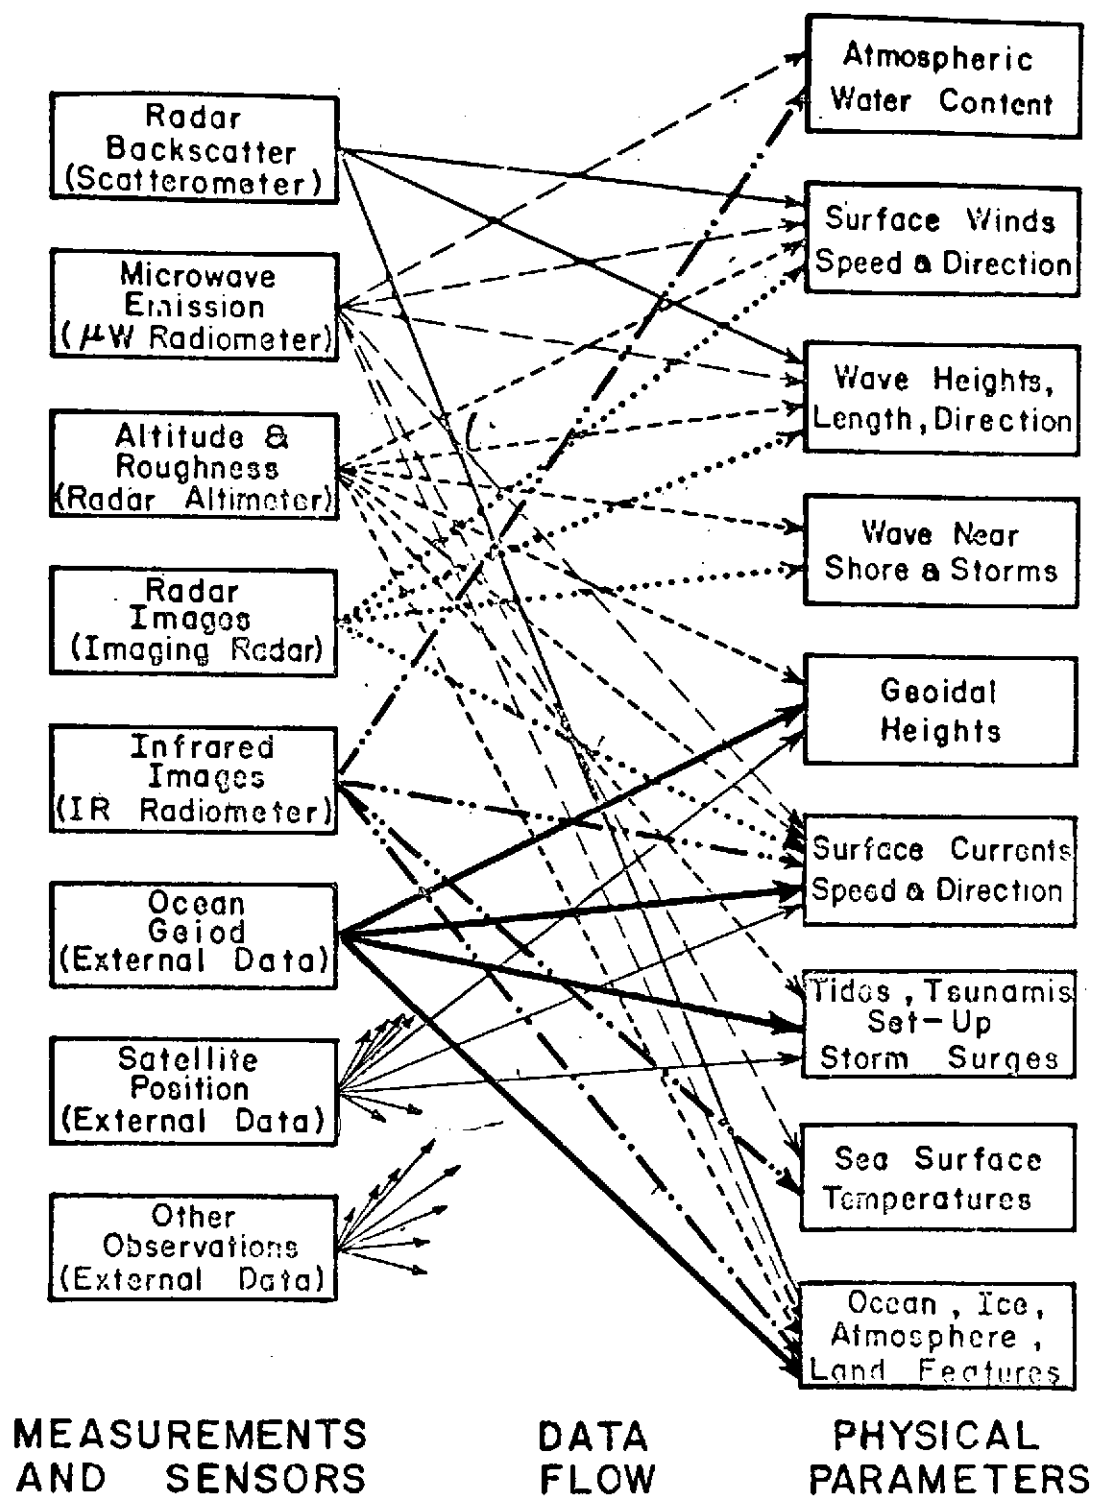 Radar
Backscatter
(Scatterometer)
Microwave
Emission
(μW Radiometer)
Altitude &
Roughness
(Radar Altimeter)
Radar
Images
(Imaging Radar)
Infrared
Images
(IR Radiometer)
Ocean
Geiod
(External Data)
Satellite
Position
(External Data)
Other
Observations
(External Data)
MEASUREMENTS
AND SENSORS
DATA
FLOW
Atmospheric
Water Content
Surface Winds
Speed & Direction
Wave Heights,
Length, Direction
Wave Near
Shore & Storms
Geoidal
Heights
Surface Currents
Speed & Direction
Tides, Tsunamis
Set-Up
Storm Surges
Sea Surface
Temperatures
Ocean, Ice,
Atmosphere,
Land Features
PHYSICAL
PARAMETERS